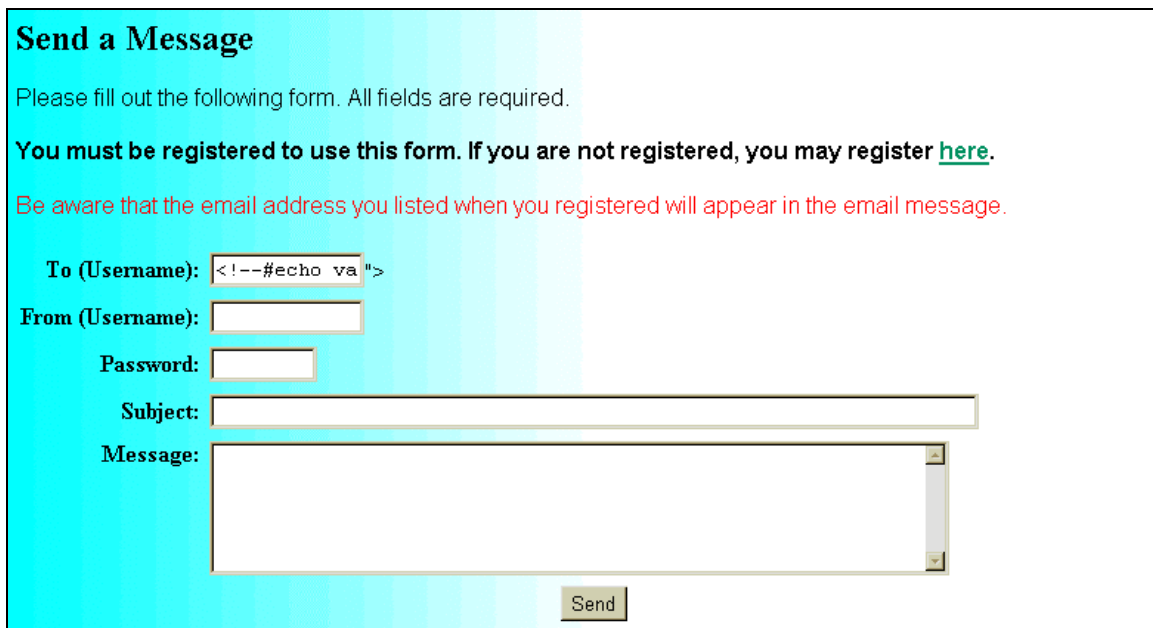 Send a Message
Please fill out the following form. All fields are required.
You must be registered to use this form. If you are not registered, you may register here.
Be aware that the email address you listed when you registered will appear in the email message.
To (Username): <!--#echo va ">
From (Username):
Password:
Subject:
Message:
Send